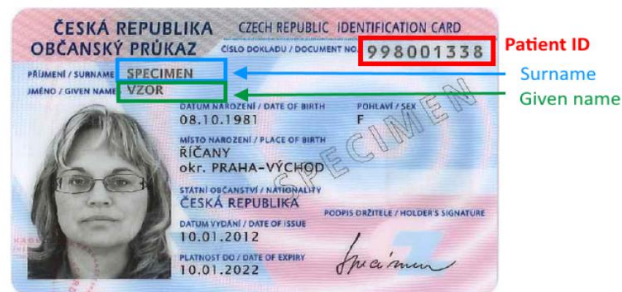 ČESKÁ REPUBLIKA CZECH REPUBLIC IDENTIFICATION CARD
OBČANSKÝ PRŮKAZ ČÍSLO DOKLADU / DOCUMENT NO. 998001338 Patient ID
PŘÍJMENÍ / SURNAME SPECIMEN Surname
JMÉNO / GIVEN NAME VZOR Given name
DATUM NAROZENÍ / DATE OF BIRTH POHLAVÍ / SEX
08.10.1981 F
MÍSTO NAROZENÍ / PLACE OF BIRTH
ŘÍČANY
okr. PRAHA-VÝCHOD
SPECIMEN
STÁTNÍ OBČANSTVÍ / NATIONALITY
ČESKÁ REPUBLIKA
PODPIS DRŽITELE / HOLDER'S SIGNATURE
DATUM VYDÁNÍ / DATE OF ISSUE
10.01.2012
PLATNOST DO / DATE OF EXPIRY
10.01.2022 Specimen